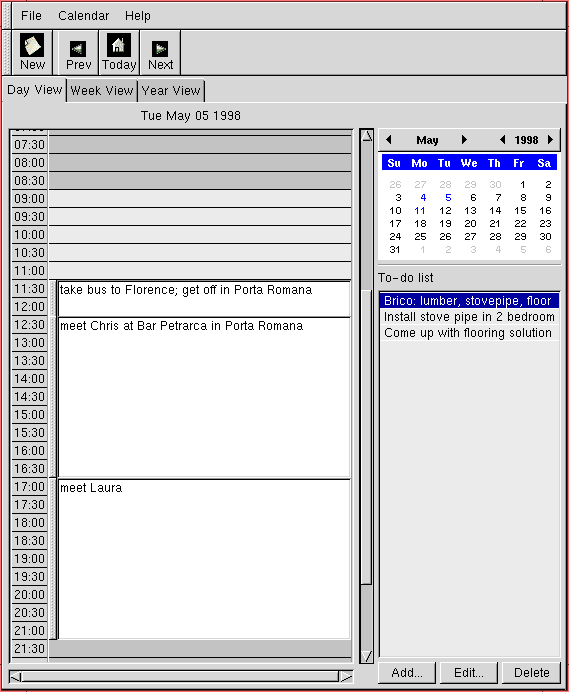 File Calendar Help
New Prev Today Next
Day View Week View Year View
Tue May 05 1998
07:30
08:00
08:30
09:00
09:30
10:00
10:30
11:00
11:30 take bus to Florence; get off in Porta Romana
12:00
12:30 meet Chris at Bar Petrarca in Porta Romana
13:00
13:30
14:00
14:30
15:00
15:30
16:00
16:30
17:00 meet Laura
17:30
18:00
18:30
19:00
19:30
20:00
20:30
21:00
21:30
May 1998
Su Mo Tu We Th Fr Sa
26 27 28 29 30 1 2
3 4 5 6 7 8 9
10 11 12 13 14 15 16
17 18 19 20 21 22 23
24 25 26 27 28 29 30
31 1 2 3 4 5 6
To-do list
Brico: lumber, stovepipe, floor
Install stove pipe in 2 bedroom
Come up with flooring solution
Add... Edit... Delete